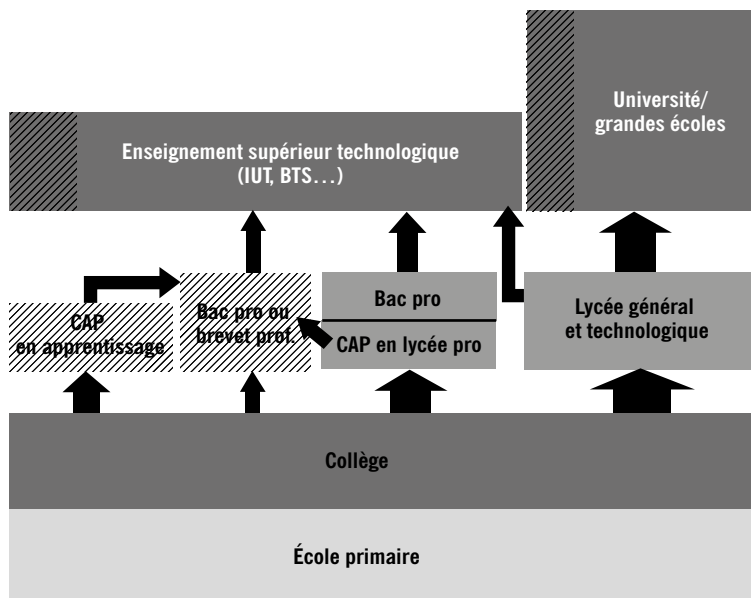 Université/
grandes écoles
Enseignement supérieur technologique
(IUT, BTS…)
CAP
en apprentissage
Bac pro ou
brevet prof.
Bac pro
CAP en lycée pro
Lycée général
et technologique
Collège
École primaire